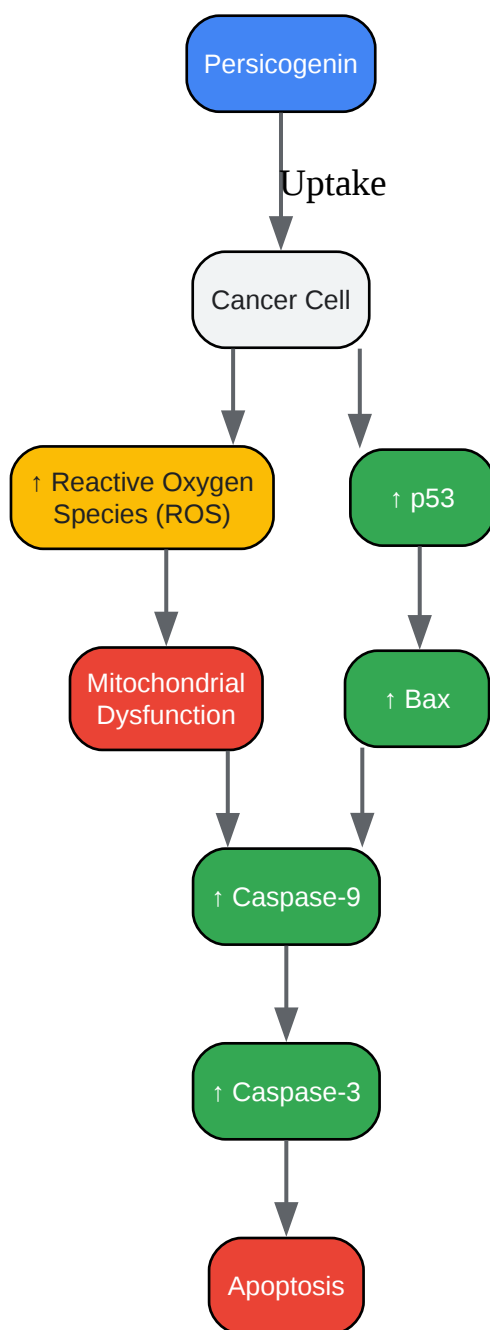 Persicogenin
Uptake
Cancer Cell
↑ Reactive Oxygen
Species (ROS)
↑ p53
Mitochondrial
Dysfunction
↑ Bax
↑ Caspase-9
↑ Caspase-3
Apoptosis